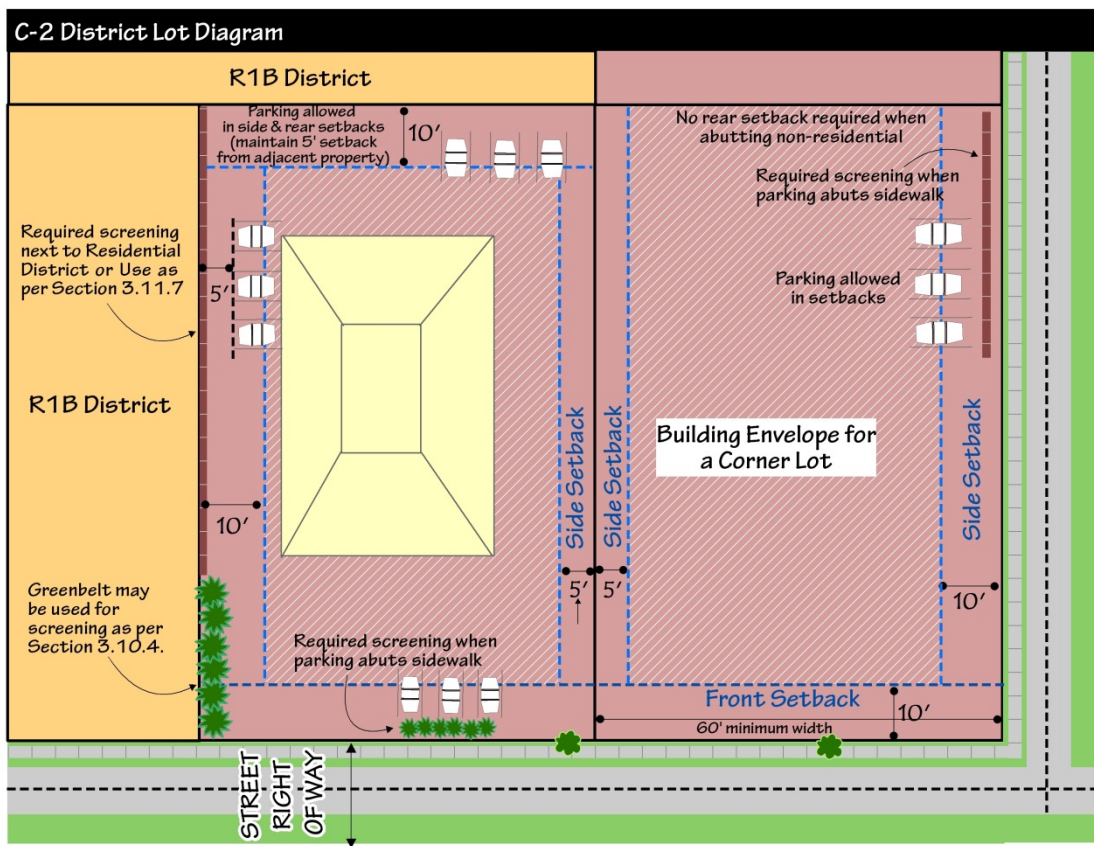 C-2 District Lot Diagram
R1B District
Parking allowed
in side & rear setbacks
(maintain 5' setback
from adjacent property)
10'
No rear setback required when
abutting non-residential
Required screening when
parking abuts sidewalk
Required screening
next to Residential
District or Use as
per Section 3.11.7
5'
Parking allowed
in setbacks
R1B District
Building Envelope for
a Corner Lot
Side Setback
Side Setback
Side Setback
10'
5'
5'
10'
Greenbelt may
be used for
screening as per
Section 3.10.4.
Required screening when
parking abuts sidewalk
Front Setback
10'
60' minimum width
STREET
RIGHT
OF WAY